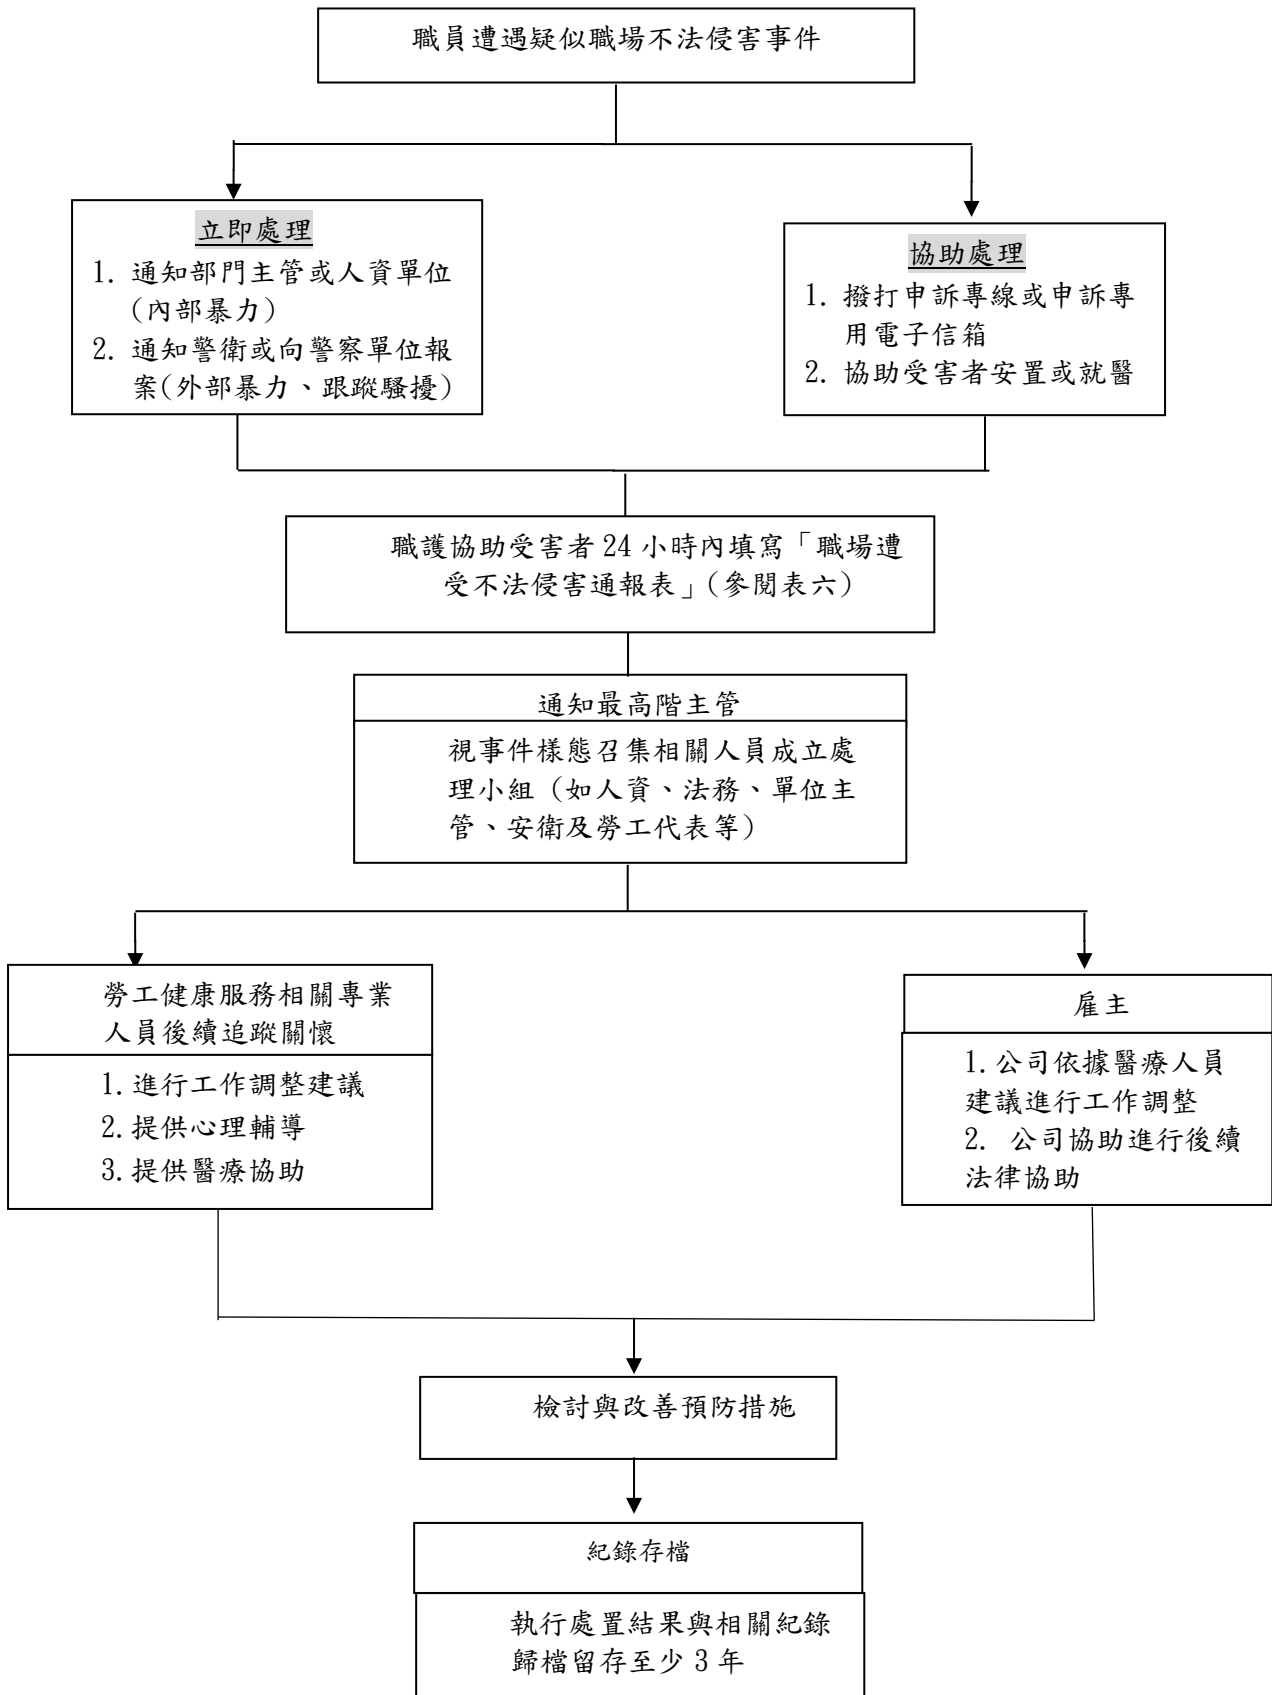 職員遭遇疑似職場不法侵害事件
立即處理
1. 通知部門主管或人資單位
(內部暴力)
2. 通知警衛或向警察單位報
案(外部暴力、跟蹤騷擾)
協助處理
1. 撥打申訴專線或申訴專
用電子信箱
2. 協助受害者安置或就醫
職護協助受害者 24 小時內填寫「職場遭
受不法侵害通報表」(參閱表六)
通知最高階主管
視事件樣態召集相關人員成立處
理小組 (如人資、法務、單位主
管、安衛及勞工代表等)
勞工健康服務相關專業
人員後續追蹤關懷
1.進行工作調整建議
2.提供心理輔導
3.提供醫療協助
雇主
1.公司依據醫療人員
建議進行工作調整
2. 公司協助進行後續
法律協助
檢討與改善預防措施
紀錄存檔
執行處置結果與相關紀錄
歸檔留存至少 3 年